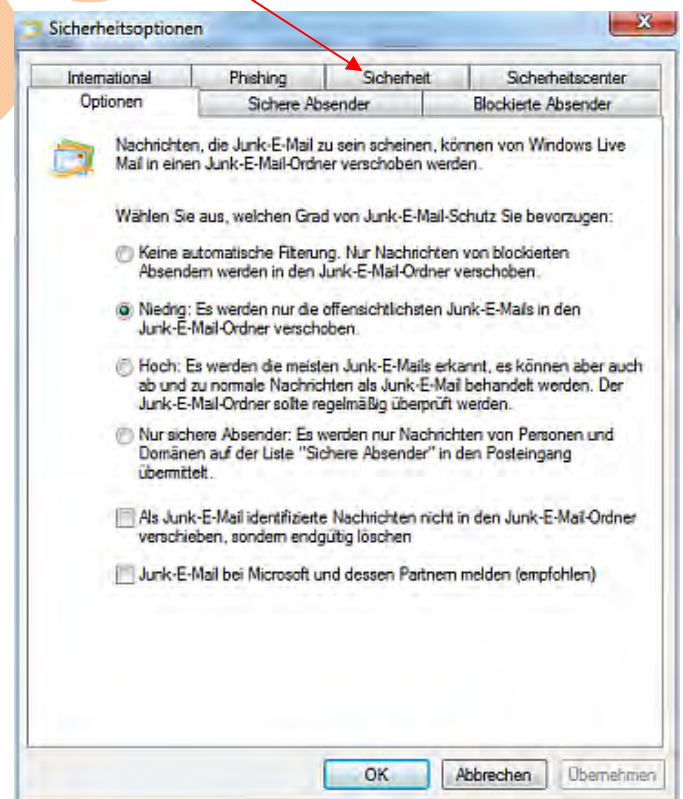 Sicherheitsoptionen
International Phishing Sicherheit Sicherheitscenter
Optionen Sichere Absender Blockierte Absender
Nachrichten, die Junk-E-Mail zu sein scheinen, können von Windows Live
Mail in einen Junk-E-Mail-Ordner verschoben werden.
Wählen Sie aus, welchen Grad von Junk-E-Mail-Schutz Sie bevorzugen:
Keine automatische Filterung. Nur Nachrichten von blockierten
Absendern werden in den Junk-E-Mail-Ordner verschoben.
Niedrig: Es werden nur die offensichtlichsten Junk-E-Mails in den
Junk-E-Mail-Ordner verschoben.
Hoch: Es werden die meisten Junk-E-Mails erkannt, es können aber auch
ab und zu normale Nachrichten als Junk-E-Mail behandelt werden. Der
Junk-E-Mail-Ordner sollte regelmäßig überprüft werden.
Nur sichere Absender: Es werden nur Nachrichten von Personen und
Domänen auf der Liste "Sichere Absender" in den Posteingang
übermittelt.
Als Junk-E-Mail identifizierte Nachrichten nicht in den Junk-E-Mail-Ordner
verschieben, sondern endgültig löschen
Junk-E-Mail bei Microsoft und dessen Partnern melden (empfohlen)
OK Abbrechen Übernehmen